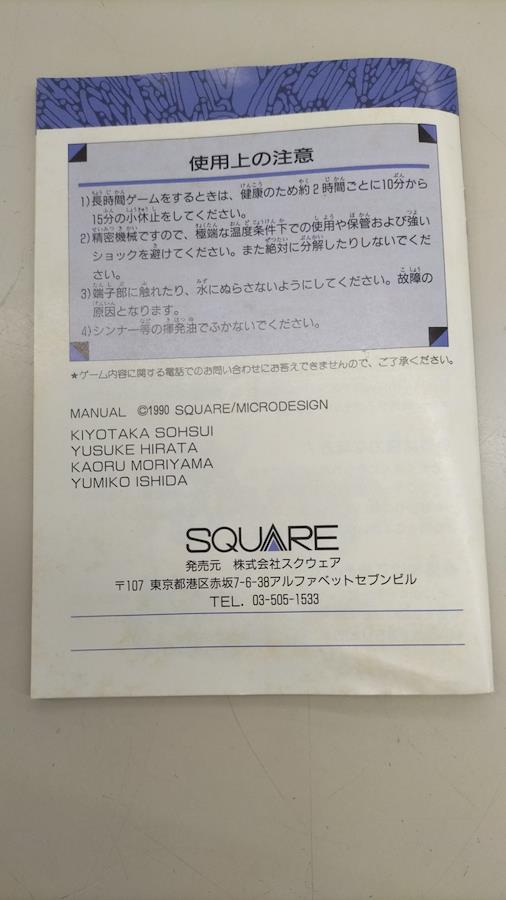 使用上の注意
1)長時間ゲームをするときは、健康のため約2時間ごとに10分から
15分の小休止をしてください。
2)精密機械ですので、極端な温度条件下での使用や保管および強い
ショックを避けてください。また絶対に分解したりしないでくだ
さい。
3)端子部に触れたり、水にぬらさないようにしてください。故障の
原因となります。
4)シンナー等の揮発油でふかないでください。
★ゲーム内容に関する電話でのお問い合わせにはお答えできませんので、ご了承ください。
MANUAL ©1990 SQUARE/MICRODESIGN
KIYOTAKA SOHSUI
YUSUKE HIRATA
KAORU MORIYAMA
YUMIKO ISHIDA
SQUARE
発売元 株式会社スクウェア
〒107 東京都港区赤坂7-6-38アルファベットセブンビル
TEL. 03-505-1533